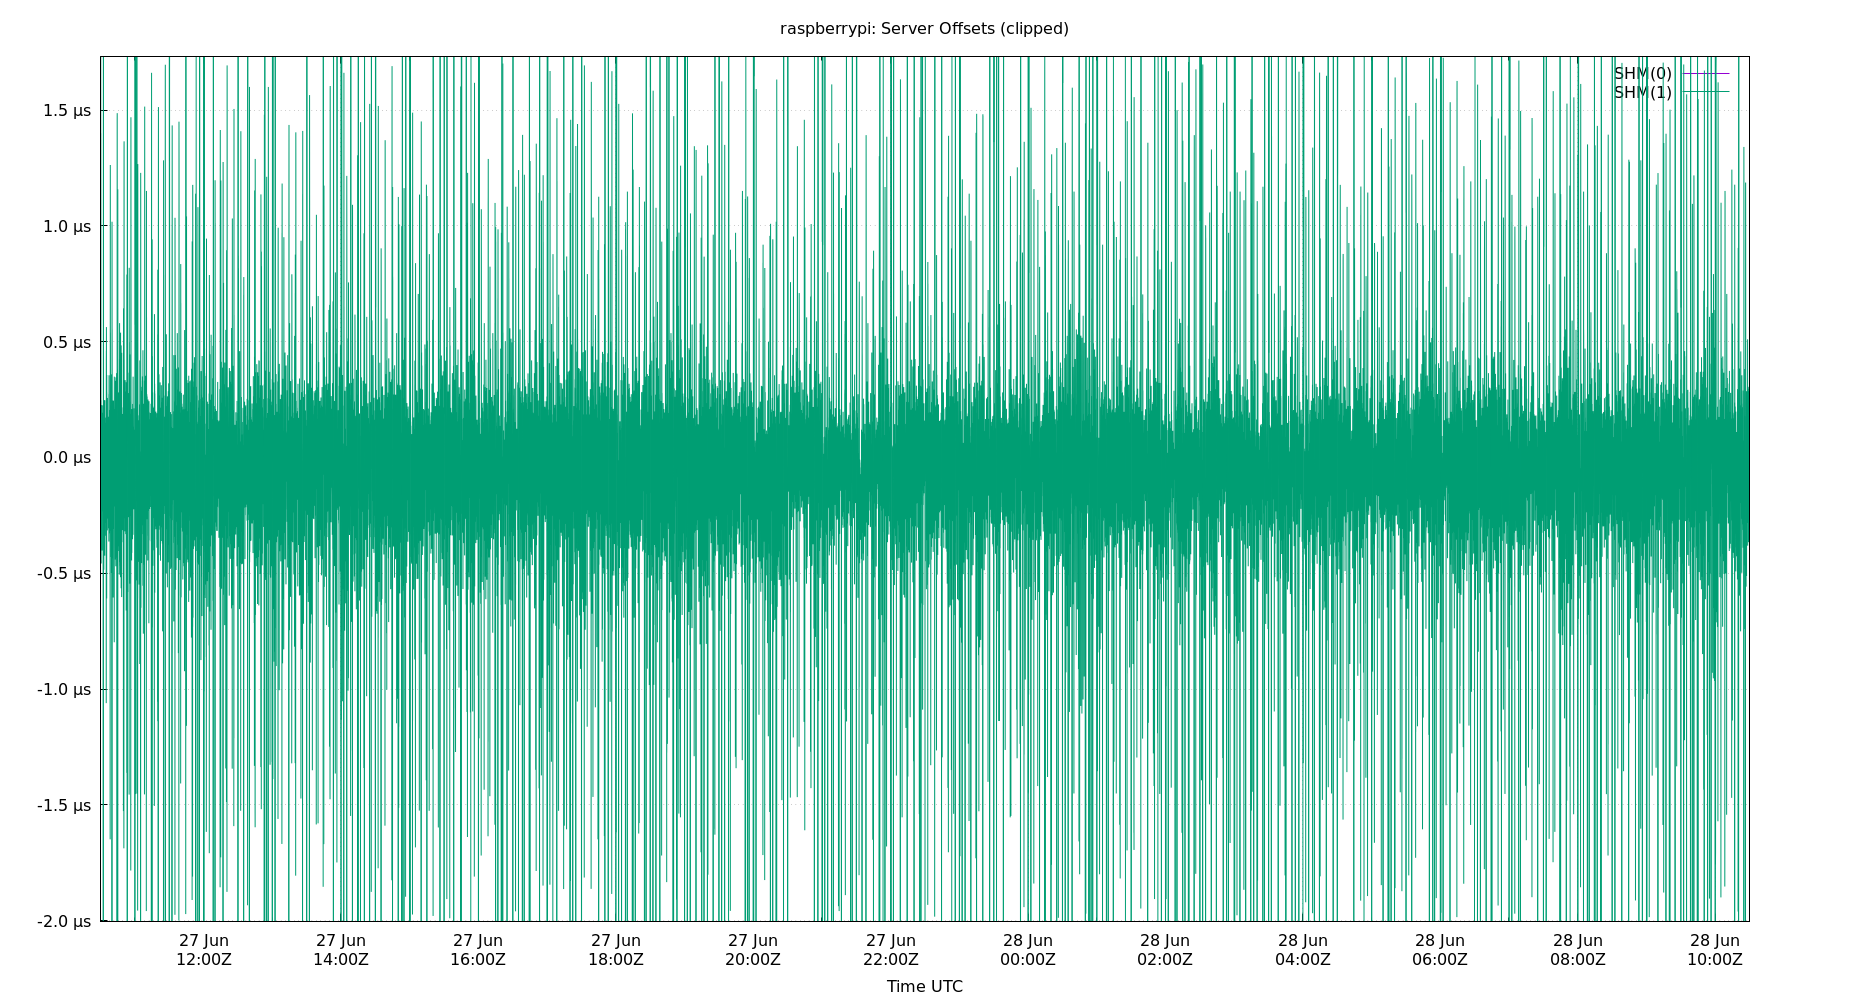 raspberrypi: Server Offsets (clipped)
SHM(0)
SHM(1)
1.5 µs
1.0 µs
0.5 µs
0.0 µs
-0.5 µs
-1.0 µs
-1.5 µs
-2.0 µs
27 Jun 27 Jun 27 Jun 27 Jun 27 Jun 27 Jun 28 Jun 28 Jun 28 Jun 28 Jun 28 Jun 28 Jun
12:00Z 14:00Z 16:00Z 18:00Z 20:00Z 22:00Z 00:00Z 02:00Z 04:00Z 06:00Z 08:00Z 10:00Z
Time UTC